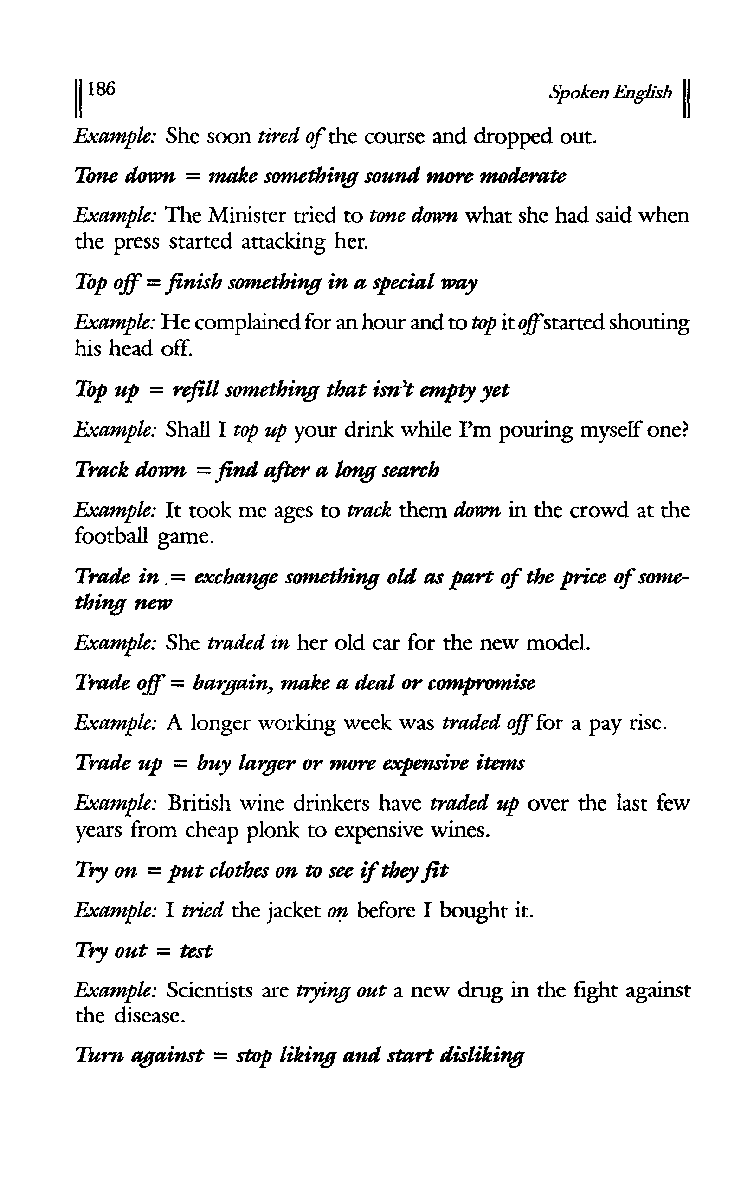 186 Spoken English
Example: She soon tired of the course and dropped out.
Tone down = make something sound more moderate
Example: The Minister tried to tone down what she had said when
the press started attacking her.
Top off = finish something in a special way
Example: He complained for an hour and to top it off started shouting
his head off.
Top up = refill something that isn't empty yet
Example: Shall I top up your drink while I'm pouring myself one?
Track down = find after a long search
Example: It took me ages to track them down in the crowd at the
football game.
Trade in = exchange something old as part of the price of some-
thing new
Example: She traded in her old car for the new model.
Trade off = bargain, make a deal or compromise
Example: A longer working week was traded off for a pay rise.
Trade up = buy larger or more expensive items
Example: British wine drinkers have traded up over the last few
years from cheap plonk to expensive wines.
Try on = put clothes on to see if they fit
Example: I tried the jacket on before I bought it.
Try out = test
Example: Scientists are trying out a new drug in the fight against
the disease.
Turn against = stop liking and start disliking